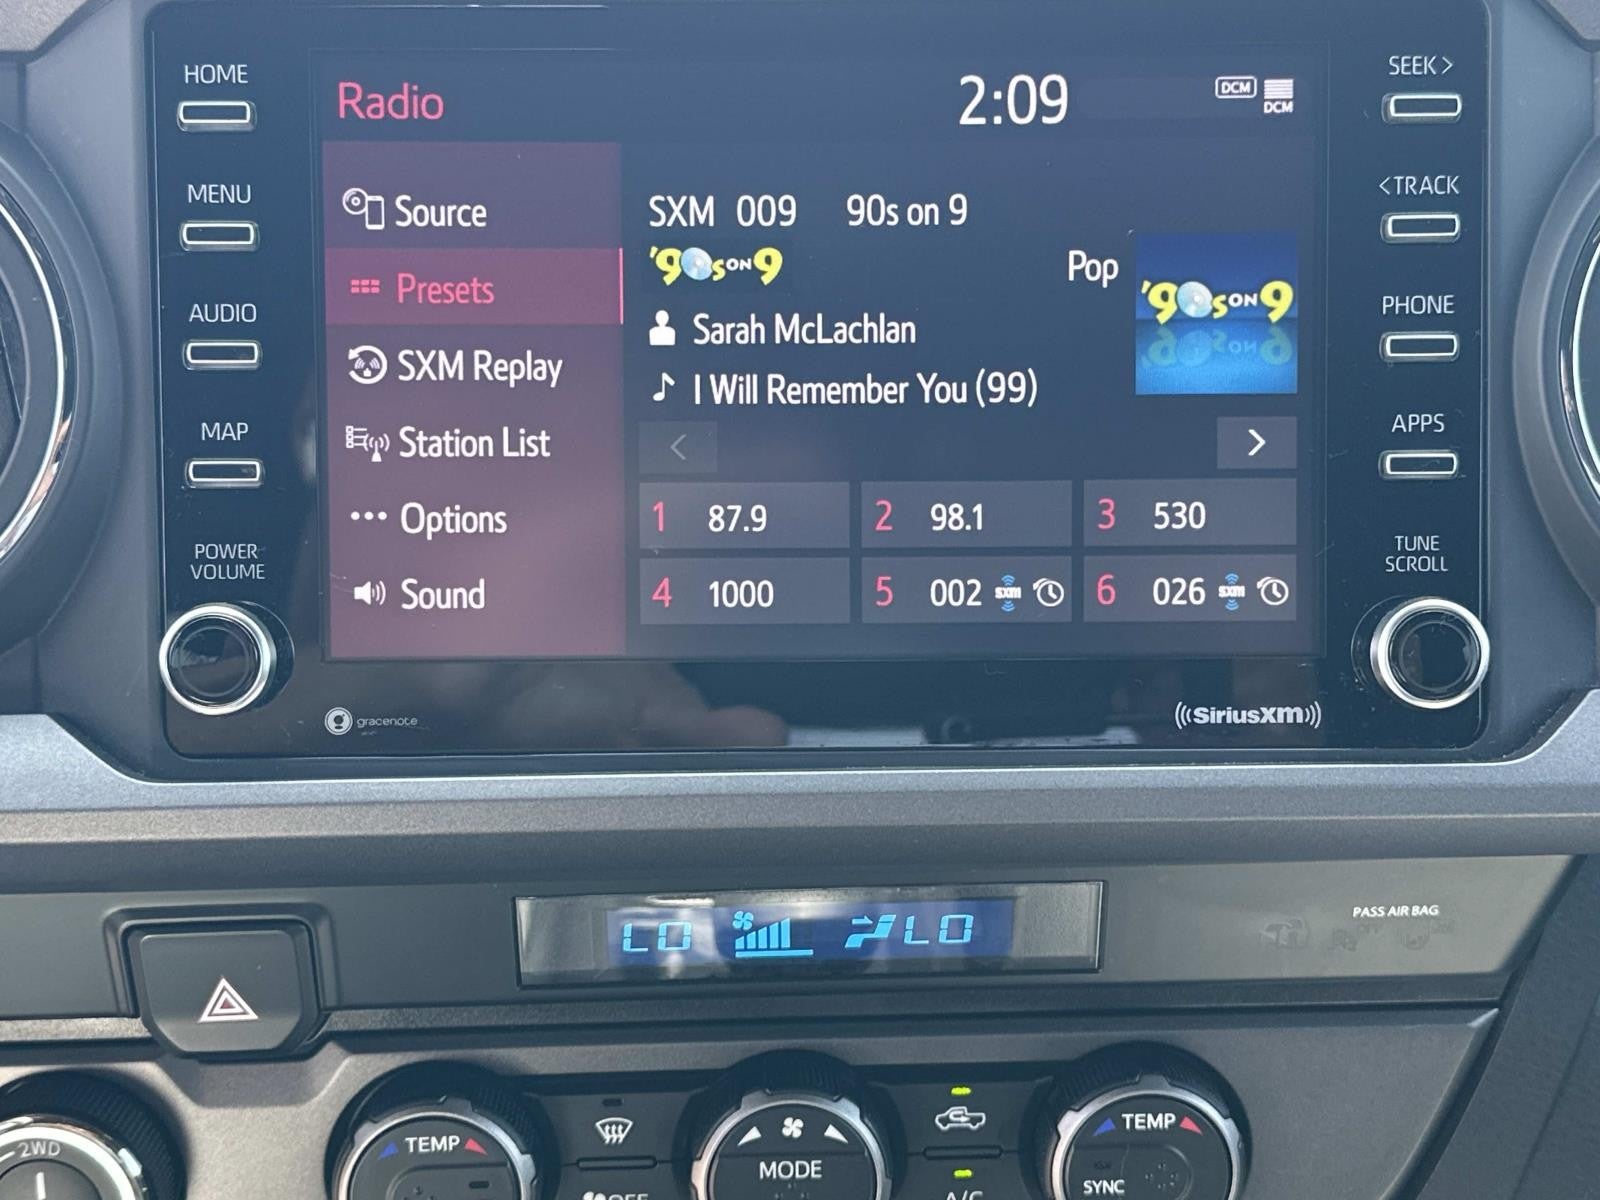 HOME
MENU
AUDIO
MAP
POWER
VOLUME
Radio
2:09
DCM
DCM
Source
Presets
SXM Replay
Station List
Options
Sound
SXM 009 90s on 9
'90s ON 9
Pop
'90s ON 9
Sarah McLachlan
I Will Remember You (99)
<
>
1 87.9
2 98.1
3 530
4 1000
5 002 sxm
6 026 sxm
gracenote
((SiriusXM))
SEEK >
< TRACK
PHONE
APPS
TUNE
SCROLL
LO
LO
PASS AIR BAG
2WD
TEMP
OFF
MODE
A/C
TEMP
SYNC